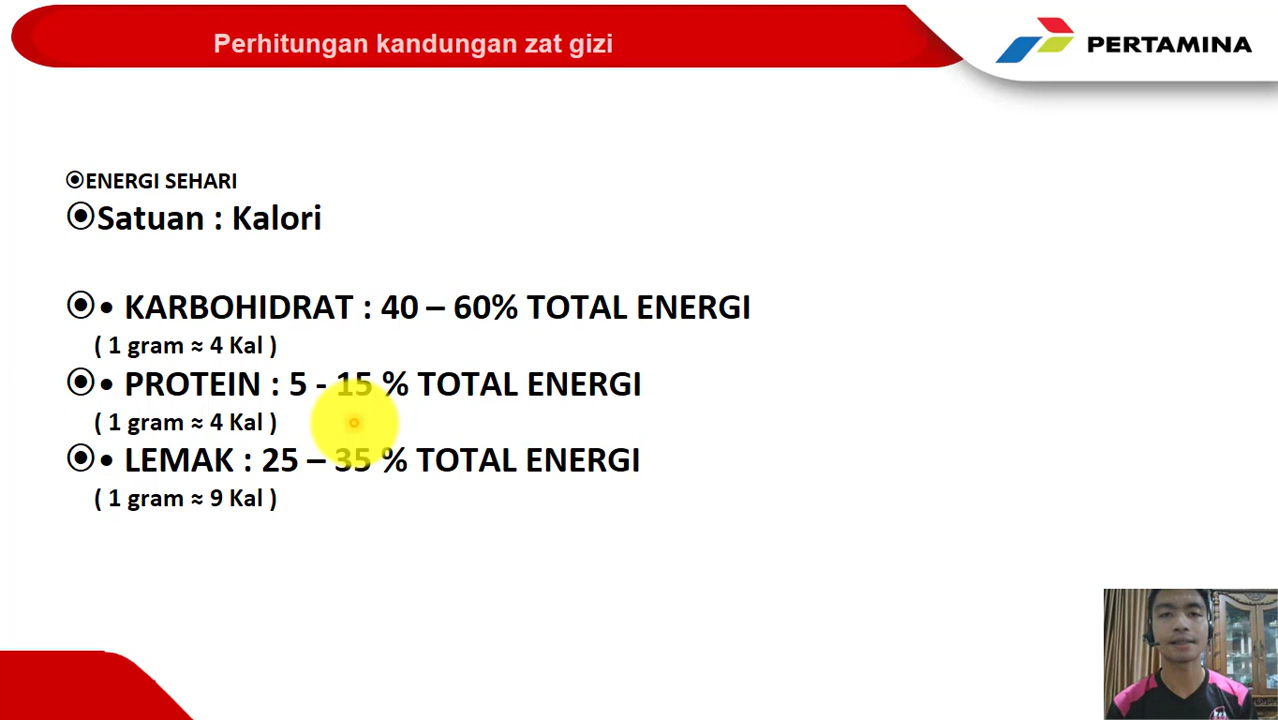 Perhitungan kandungan zat gizi
PERTAMINA
ENERGI SEHARI
Satuan : Kalori
• KARBOHIDRAT : 40 – 60% TOTAL ENERGI
( 1 gram ≈ 4 Kal )
• PROTEIN : 5 - 15 % TOTAL ENERGI
( 1 gram ≈ 4 Kal )
• LEMAK : 25 – 35 % TOTAL ENERGI
( 1 gram ≈ 9 Kal )